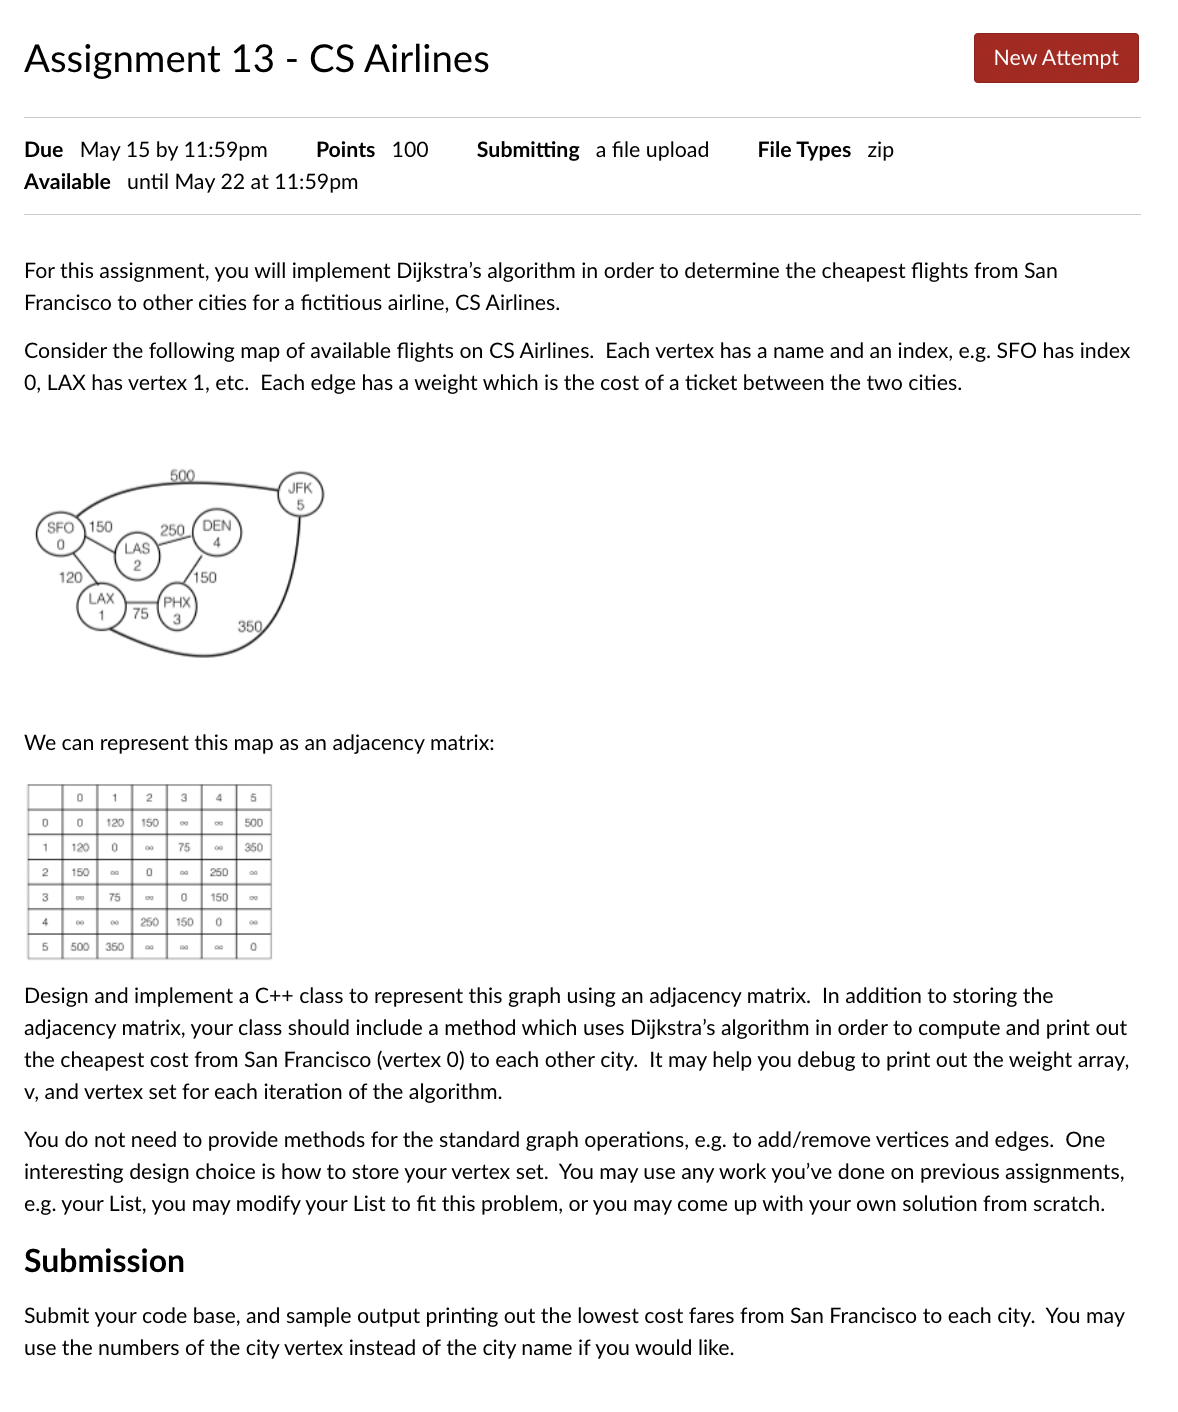 Assignment 13 - CS Airlines
New Attempt
Due May 15 by 11:59pm Points 100 Submitting a file upload File Types zip
Available until May 22 at 11:59pm
For this assignment, you will implement Dijkstra's algorithm in order to determine the cheapest flights from San
Francisco to other cities for a fictitious airline, CS Airlines.
Consider the following map of available flights on CS Airlines.  Each vertex has a name and an index, e.g. SFO has index
0, LAX has vertex 1, etc.  Each edge has a weight which is the cost of a ticket between the two cities.
500
JFK
5
SFO
0
150
LAS
2
250
DEN
4
120
LAX
1
75
PHX
3
150
350
We can represent this map as an adjacency matrix:
0 1 2 3 4 5
0 0 120 150 ∞ ∞ 500
1 120 0 ∞ 75 ∞ 350
2 150 ∞ 0 ∞ 250 ∞
3 ∞ 75 ∞ 0 150 ∞
4 ∞ ∞ 250 150 0 ∞
5 500 350 ∞ ∞ ∞ 0
Design and implement a C++ class to represent this graph using an adjacency matrix.  In addition to storing the
adjacency matrix, your class should include a method which uses Dijkstra's algorithm in order to compute and print out
the cheapest cost from San Francisco (vertex 0) to each other city.  It may help you debug to print out the weight array,
v, and vertex set for each iteration of the algorithm.
You do not need to provide methods for the standard graph operations, e.g. to add/remove vertices and edges.  One
interesting design choice is how to store your vertex set.  You may use any work you've done on previous assignments,
e.g. your List, you may modify your List to fit this problem, or you may come up with your own solution from scratch.
Submission
Submit your code base, and sample output printing out the lowest cost fares from San Francisco to each city.  You may
use the numbers of the city vertex instead of the city name if you would like.